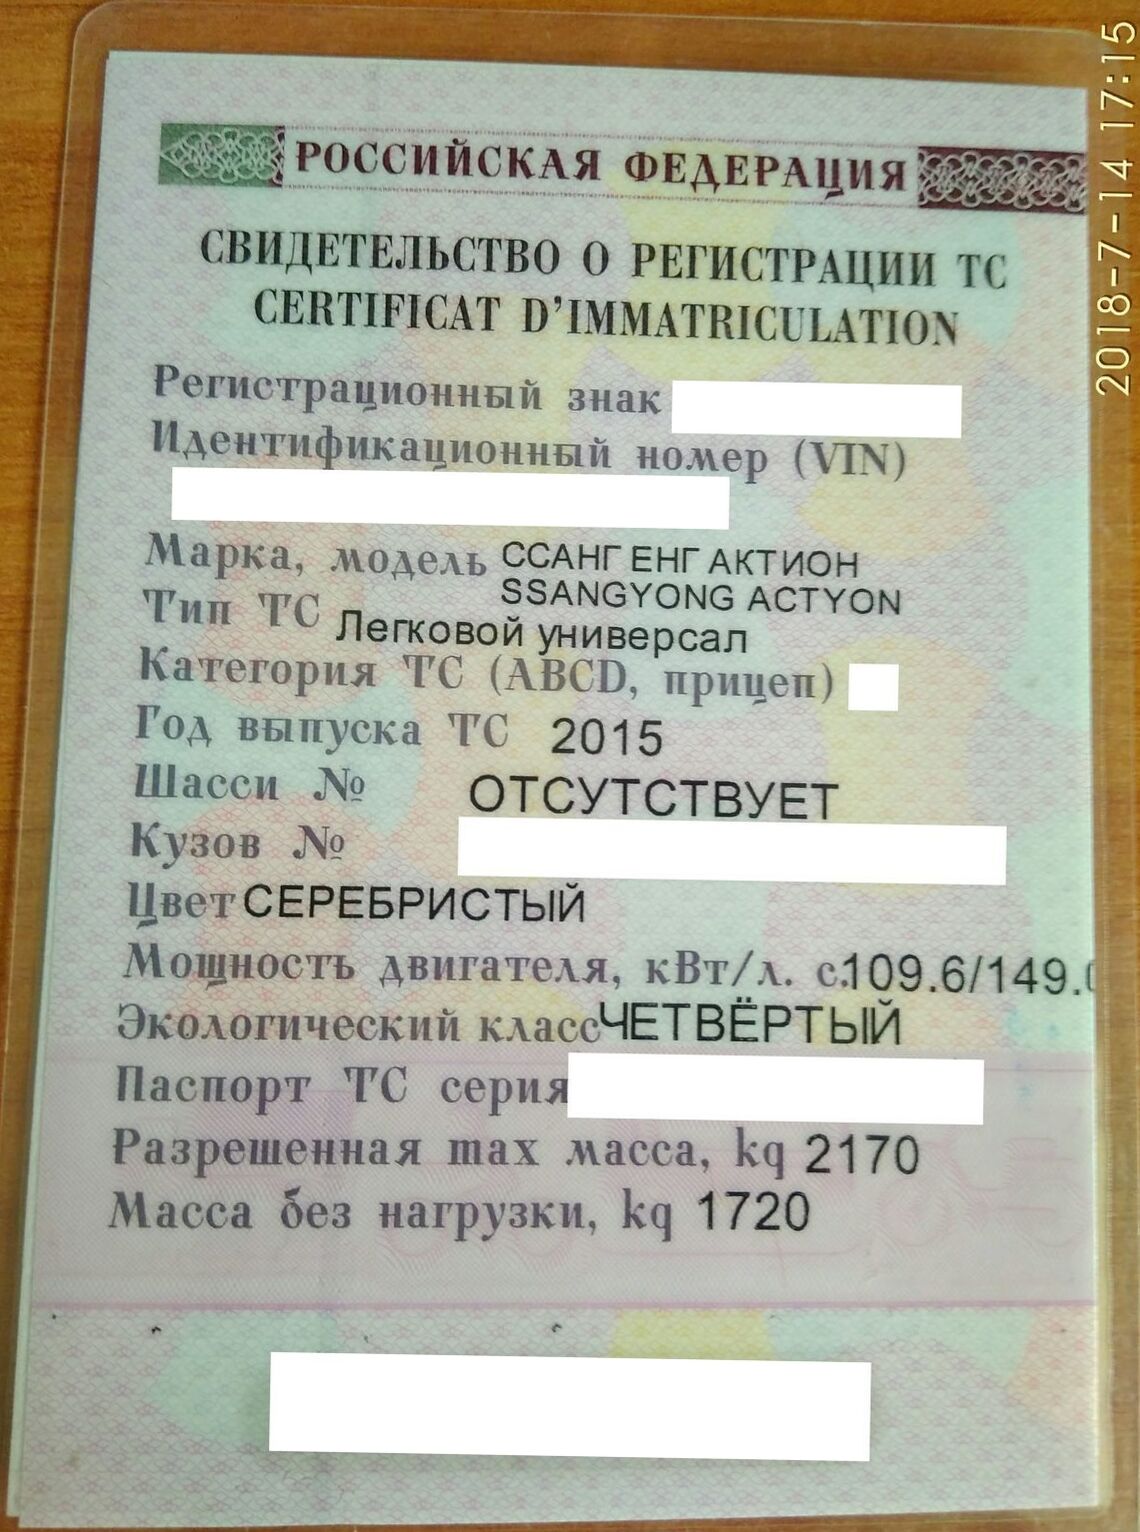 РОССИЙСКАЯ ФЕДЕРАЦИЯ
СВИДЕТЕЛЬСТВО О РЕГИСТРАЦИИ ТС
CERTIFICAT D'IMMATRICULATION
Регистрационный знак
Идентификационный номер (VIN)
Марка, модель ССАНГ ЕНГ АКТИОН
SSANGYONG ACTYON
Тип ТС Легковой универсал
Категория ТС (ABCD, прицеп)
Год выпуска ТС 2015
Шасси № ОТСУТСТВУЕТ
Кузов №
Цвет СЕРЕБРИСТЫЙ
Мощность двигателя, кВт/л. с. 109.6/149.0
Экологический класс ЧЕТВЁРТЫЙ
Паспорт ТС серия
Разрешенная max масса, kg 2170
Масса без нагрузки, kg 1720
2018-7-14 17:15